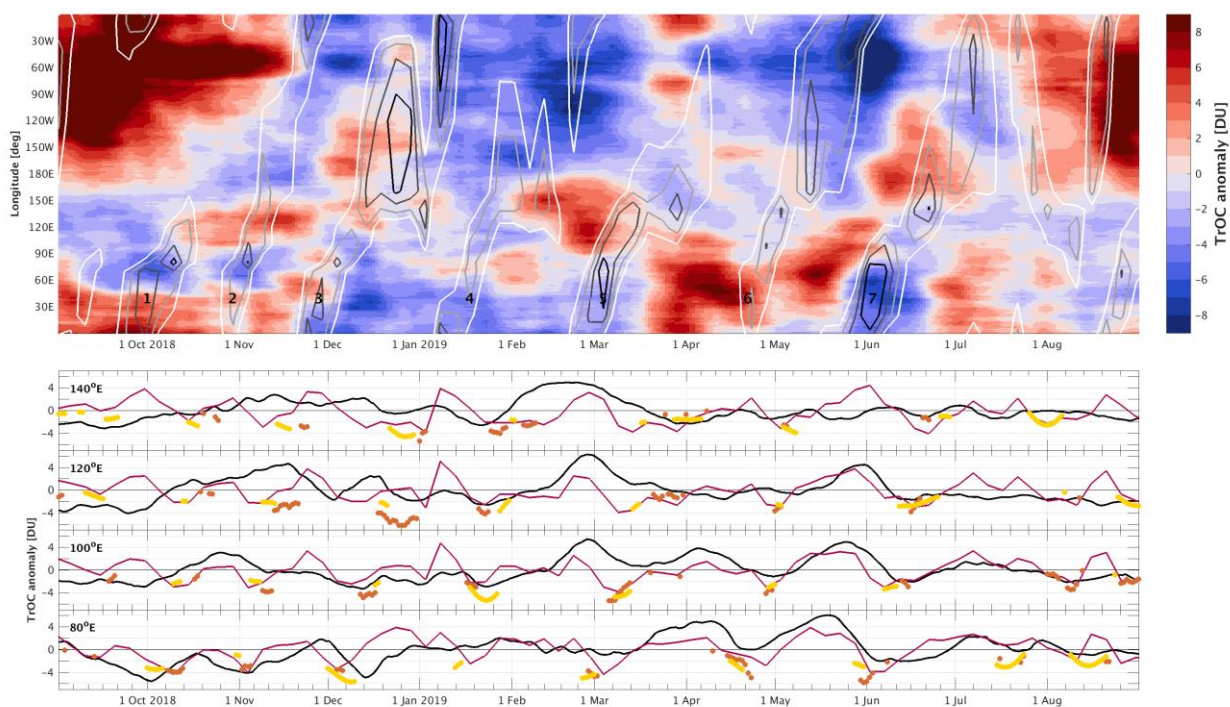 30W
60W
90W
120W
150W
180E
150E
120E
90E
60E
30E
Longitude [deg]
1
2
3
4
5
6
7
1 Oct 2018
1 Nov
1 Dec
1 Jan 2019
1 Feb
1 Mar
1 Apr
1 May
1 Jun
1 Jul
1 Aug
8
6
4
2
0
-2
-4
-6
-8
TrOC anomaly [DU]
140°E
4
0
-4
120°E
4
0
-4
100°E
4
0
-4
80°E
4
0
-4
TrOC anomaly [DU]
1 Oct 2018
1 Nov
1 Dec
1 Jan 2019
1 Feb
1 Mar
1 Apr
1 May
1 Jun
1 Jul
1 Aug